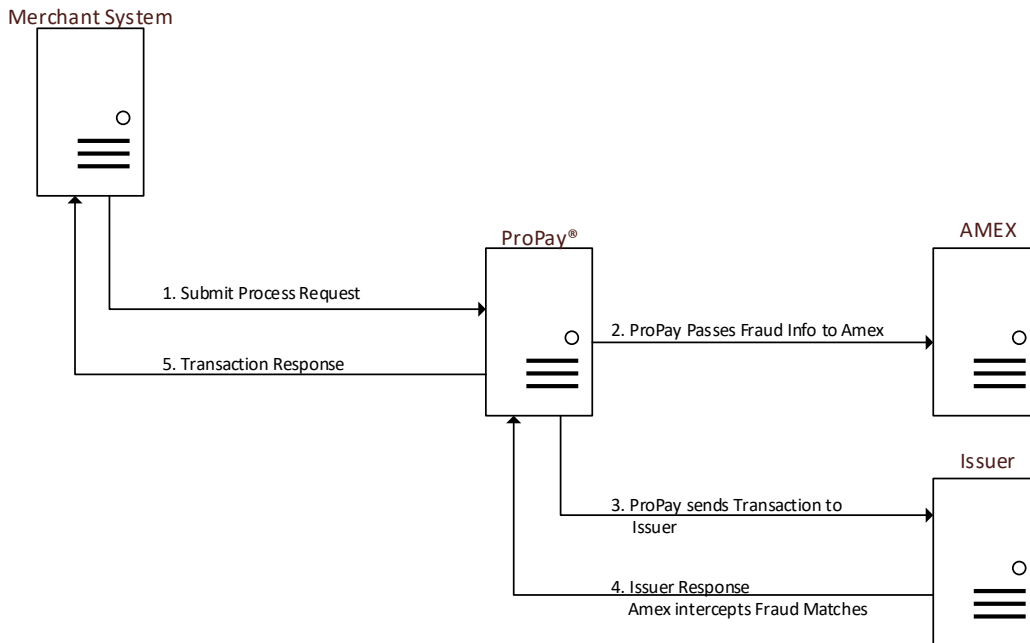 Merchant System
ProPay®
AMEX
1. Submit Process Request
2. ProPay Passes Fraud Info to Amex
5. Transaction Response
Issuer
3. ProPay sends Transaction to
Issuer
4. Issuer Response
Amex intercepts Fraud Matches